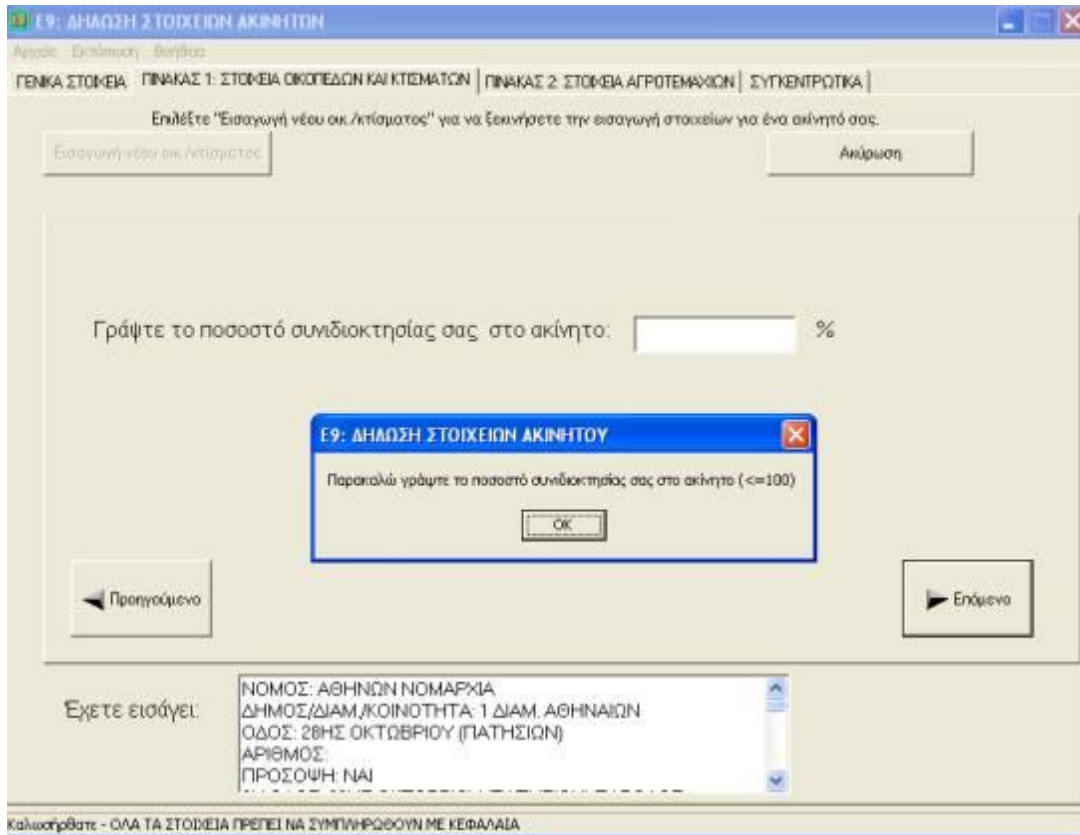 E9: ΔΗΛΩΣΗ ΣΤΟΙΧΕΙΩΝ ΑΚΙΝΗΤΩΝ
Αρχείο Εκτύπωση Βοήθεια
ΓΕΝΙΚΑ ΣΤΟΙΧΕΙΑ ΠΙΝΑΚΑΣ 1: ΣΤΟΙΧΕΙΑ ΟΙΚΟΠΕΔΩΝ ΚΑΙ ΚΤΙΣΜΑΤΩΝ ΠΙΝΑΚΑΣ 2: ΣΤΟΙΧΕΙΑ ΑΓΡΟΤΕΜΑΧΙΩΝ ΣΥΓΚΕΝΤΡΩΤΙΚΑ
Επιλέξτε "Εισαγωγή νέου οικ./κτίσματος" για να ξεκινήσετε την εισαγωγή στοιχείων για ένα ακίνητό σας.
Εισαγωγή νέου οικ./κτίσματος Ακύρωση
Γράψτε το ποσοστό συνιδιοκτησίας σας στο ακίνητο: %
E9: ΔΗΛΩΣΗ ΣΤΟΙΧΕΙΩΝ ΑΚΙΝΗΤΟΥ
Παρακαλώ γράψτε το ποσοστό συνιδιοκτησίας σας στο ακίνητο (<=100)
OK
Προηγούμενο Επόμενο
Έχετε εισάγει:
ΝΟΜΟΣ: ΑΘΗΝΩΝ ΝΟΜΑΡΧΙΑ
ΔΗΜΟΣ/ΔΙΑΜ./ΚΟΙΝΟΤΗΤΑ: 1 ΔΙΑΜ. ΑΘΗΝΑΙΩΝ
ΟΔΟΣ: 28ΗΣ ΟΚΤΩΒΡΙΟΥ (ΠΑΤΗΣΙΩΝ)
ΑΡΙΘΜΟΣ:
ΠΡΟΣΟΨΗ: ΝΑΙ
Καλωσήρθατε - ΟΛΑ ΤΑ ΣΤΟΙΧΕΙΑ ΠΡΕΠΕΙ ΝΑ ΣΥΜΠΛΗΡΩΘΟΥΝ ΜΕ ΚΕΦΑΛΑΙΑ